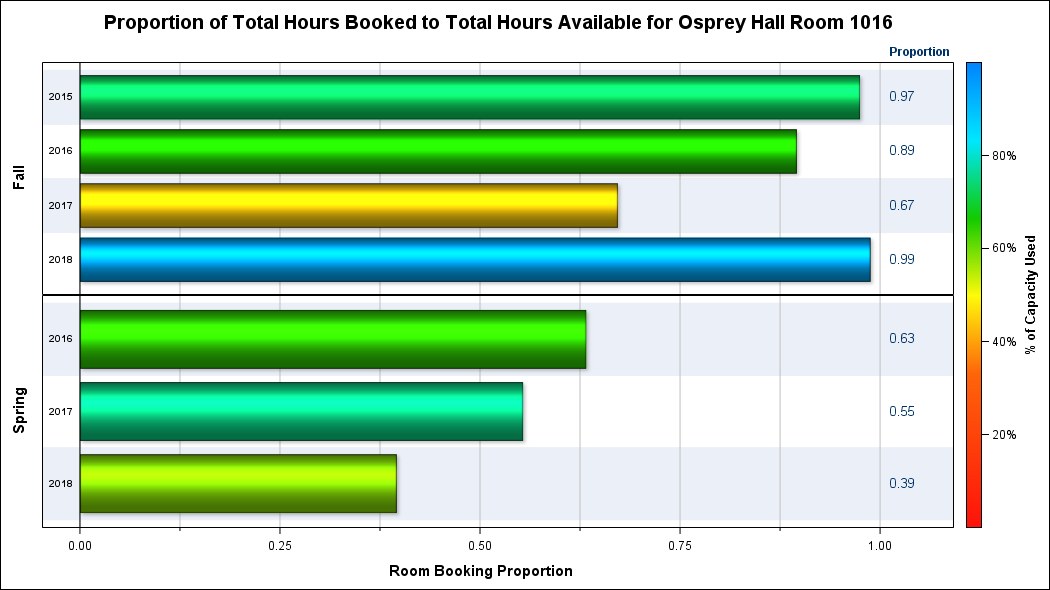 Proportion of Total Hours Booked to Total Hours Available for Osprey Hall Room 1016
Proportion
Fall
2015 0.97
2016 0.89
2017 0.67
2018 0.99
Spring
2016 0.63
2017 0.55
2018 0.39
0.00 0.25 0.50 0.75 1.00
Room Booking Proportion
80%
60%
40%
20%
% of Capacity Used